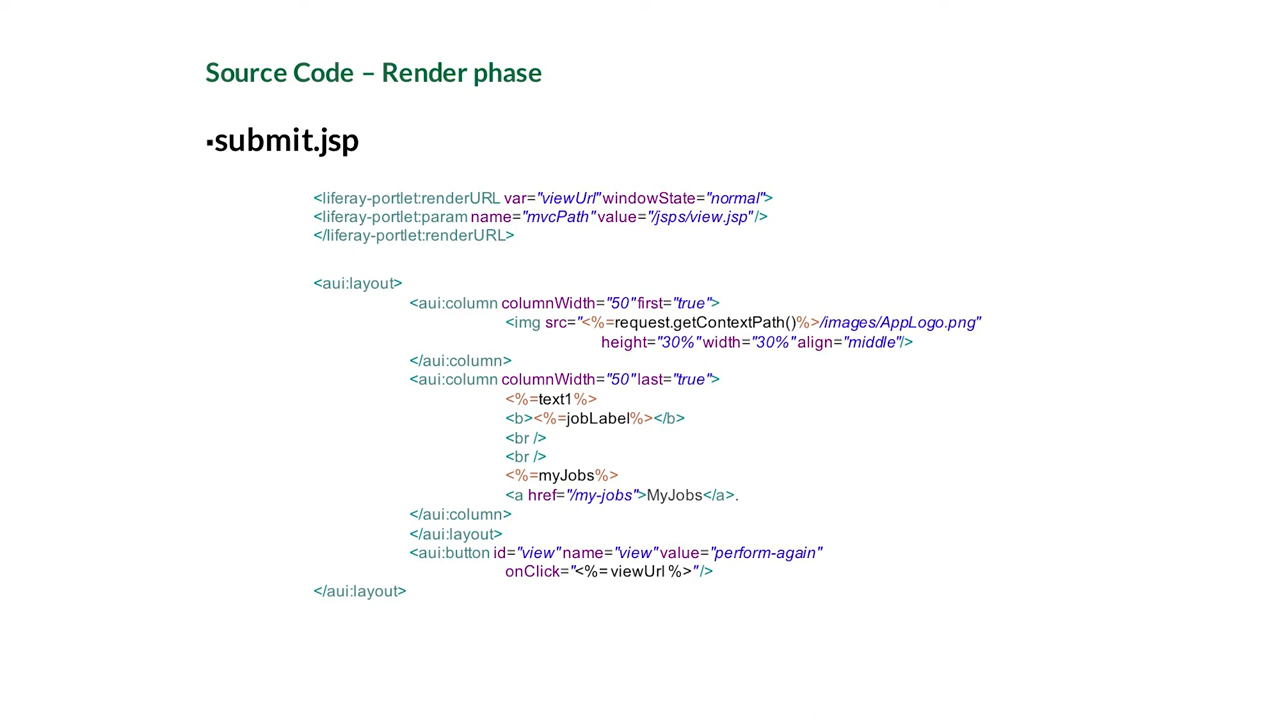 Source Code – Render phase
▪submit.jsp
<liferay-portlet:renderURL var="viewUrl" windowState="normal">
<liferay-portlet:param name="mvcPath" value="/jsps/view.jsp"/>
</liferay-portlet:renderURL>
<aui:layout>
<aui:column columnWidth="50" first="true">
<img src="<%=request.getContextPath()%>/images/AppLogo.png"
height="30%" width="30%" align="middle"/>
</aui:column>
<aui:column columnWidth="50" last="true">
<%=text1%>
<b><%=jobLabel%></b>
<br />
<br />
<%=myJobs%>
<a href="/my-jobs">MyJobs</a>.
</aui:column>
</aui:layout>
<aui:button id="view" name="view" value="perform-again"
onClick="<%= viewUrl %>"/>
</aui:layout>